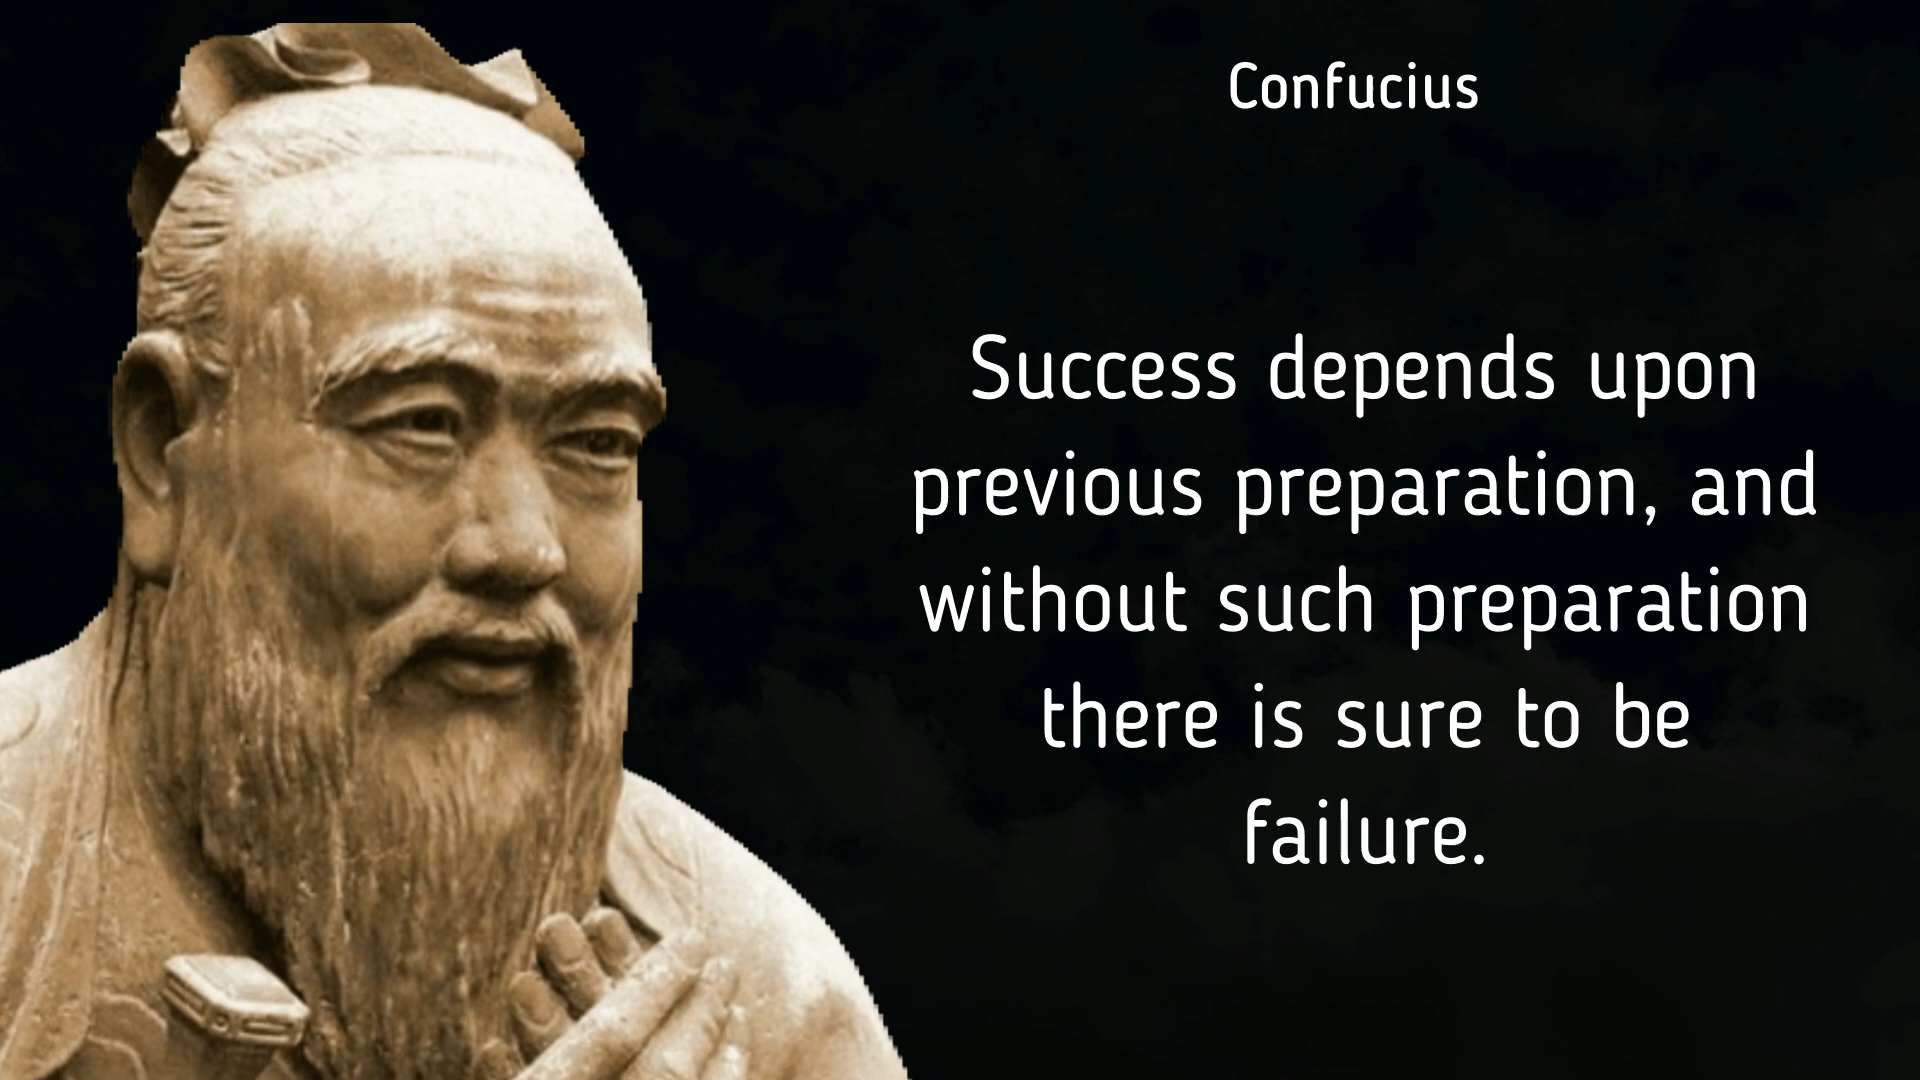 Confucius
Success depends upon
previous preparation, and
without such preparation
there is sure to be
failure.